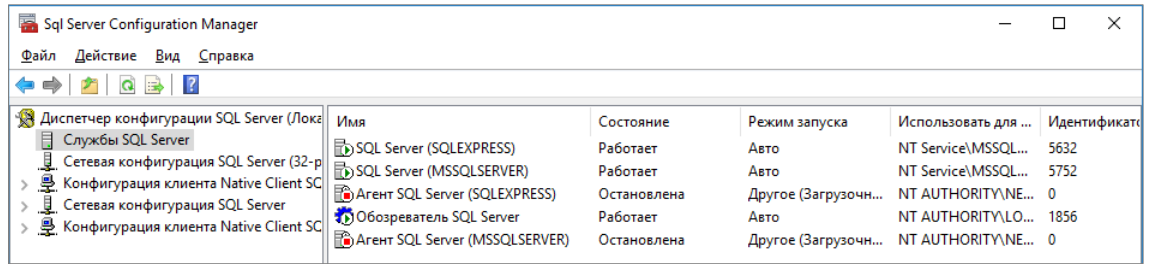 Sql Server Configuration Manager
Файл Действие Вид Справка
Диспетчер конфигурации SQL Server (Лока
Службы SQL Server
Сетевая конфигурация SQL Server (32-р
Конфигурация клиента Native Client SQ
Сетевая конфигурация SQL Server
Конфигурация клиента Native Client SQ
Имя Состояние Режим запуска Использовать для ... Идентификато
SQL Server (SQLEXPRESS) Работает Авто NT Service\MSSQL... 5632
SQL Server (MSSQLSERVER) Работает Авто NT Service\MSSQL... 5752
Агент SQL Server (SQLEXPRESS) Остановлена Другое (Загрузочн... NT AUTHORITY\NE... 0
Обозреватель SQL Server Работает Авто NT AUTHORITY\LO... 1856
Агент SQL Server (MSSQLSERVER) Остановлена Другое (Загрузочн... NT AUTHORITY\NE... 0